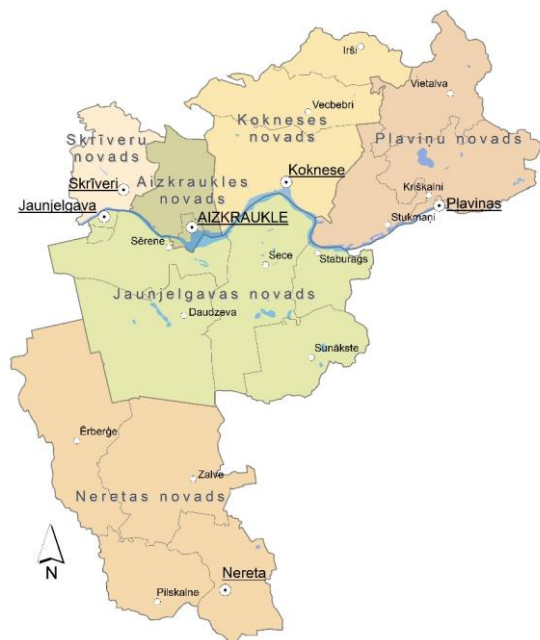 Irši
Vietalva
Vecbebri
Kokneses
novads
Pļaviņu novads
Skrīveru
novads
Koknese
Aizkraukles
novads
Skrīveri
Krīškalni
Pļaviņas
Jaunjelgava
Stukmaņi
AIZKRAUKLE
Sērene
Sece
Staburags
Jaunjelgavas novads
Daudzeva
Sunākste
Ērberģe
Zalve
Neretas novads
N
Nereta
Pilskalne